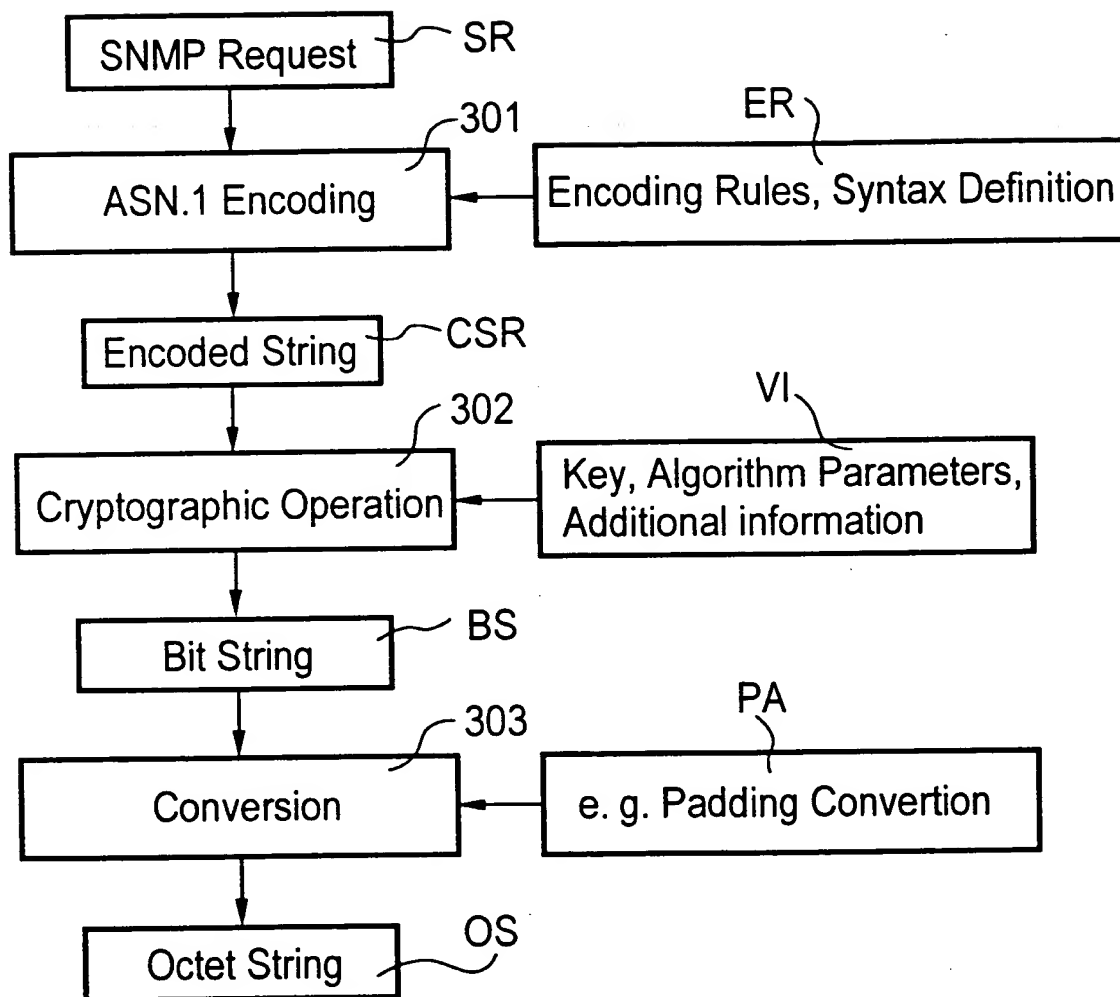 SNMP Request
SR
301
ASN.1 Encoding
ER
Encoding Rules, Syntax Definition
Encoded String
CSR
302
Cryptographic Operation
VI
Key, Algorithm Parameters,
Additional information
Bit String
BS
303
Conversion
PA
e. g. Padding Convertion
Octet String
OS